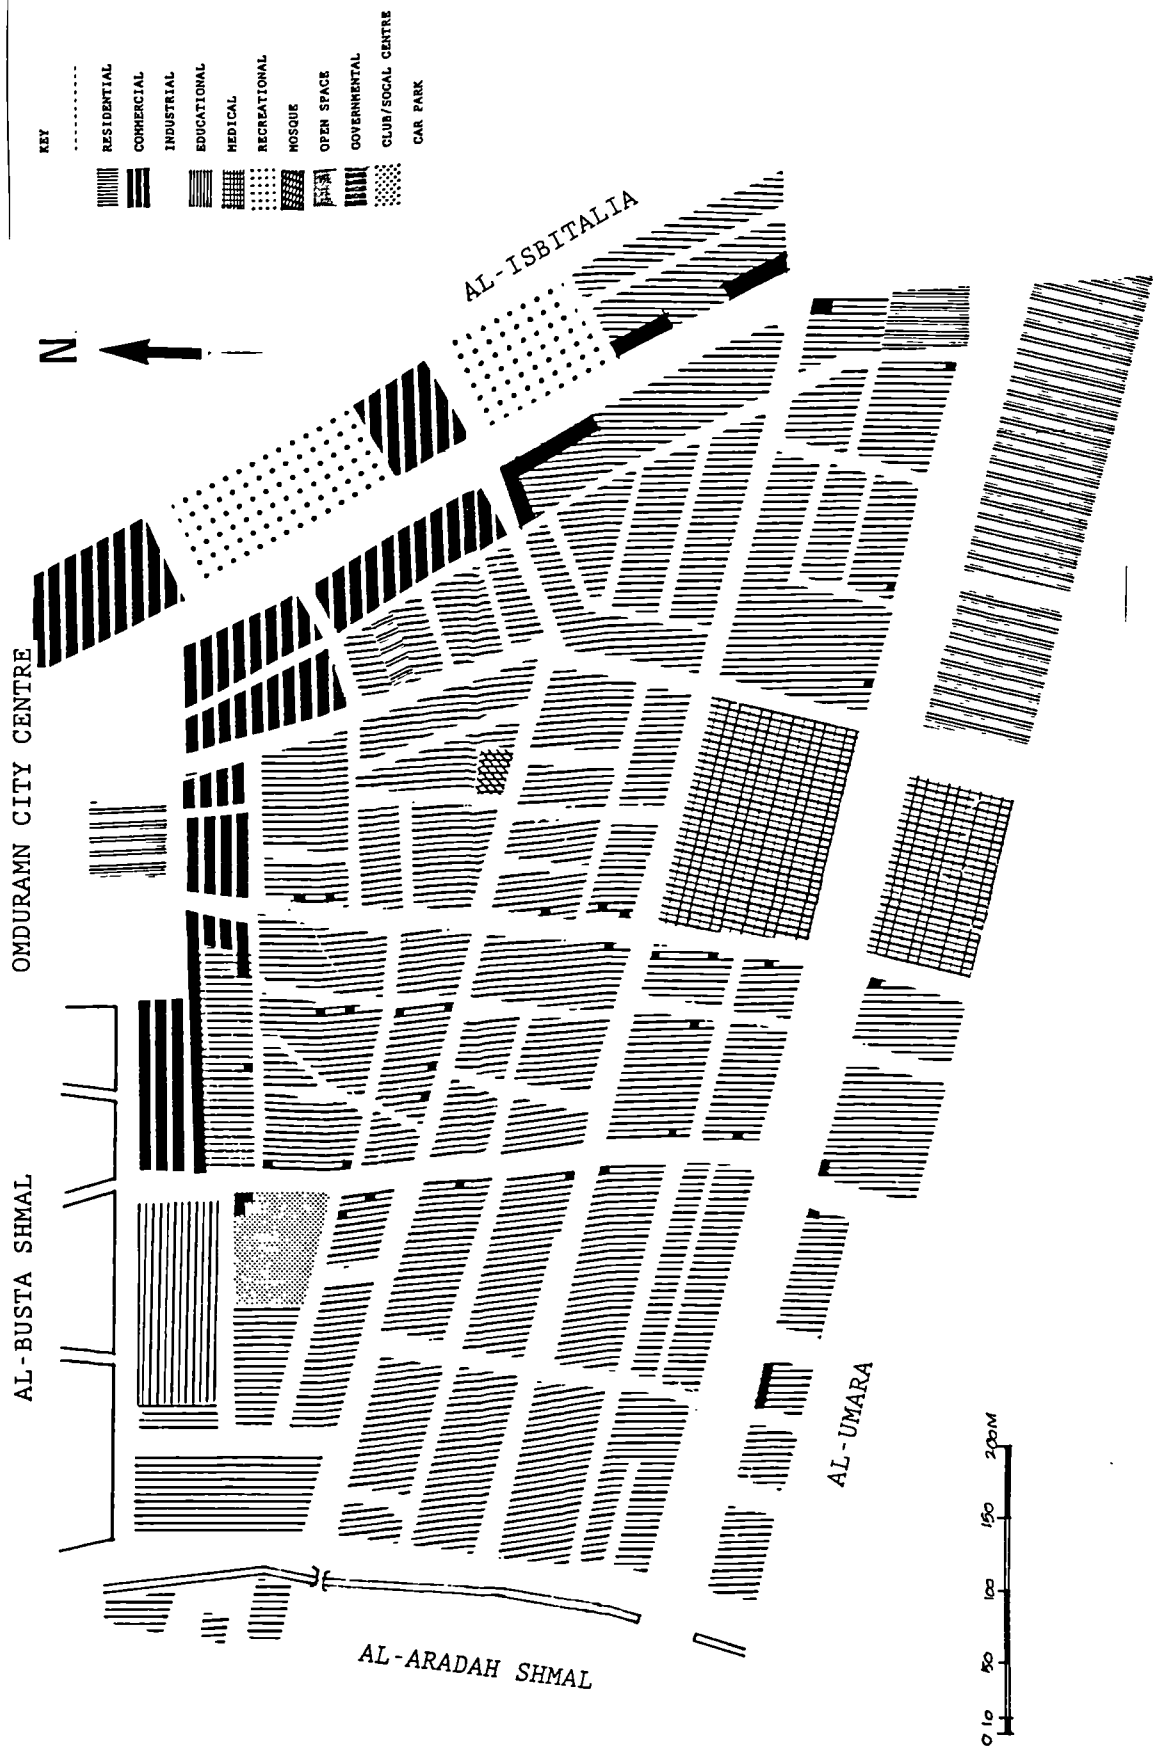 KEY
RESIDENTIAL
COMMERCIAL
INDUSTRIAL
EDUCATIONAL
MEDICAL
RECREATIONAL
MOSQUE
OPEN SPACE
GOVERNMENTAL
CLUB/SOCAL CENTRE
CAR PARK
N
AL-ISBITALIA
OMDURAMN CITY CENTRE
AL-BUSTA SHMAL
AL-UMARA
AL-ARADAH SHMAL
0 10 50 100 150 200M